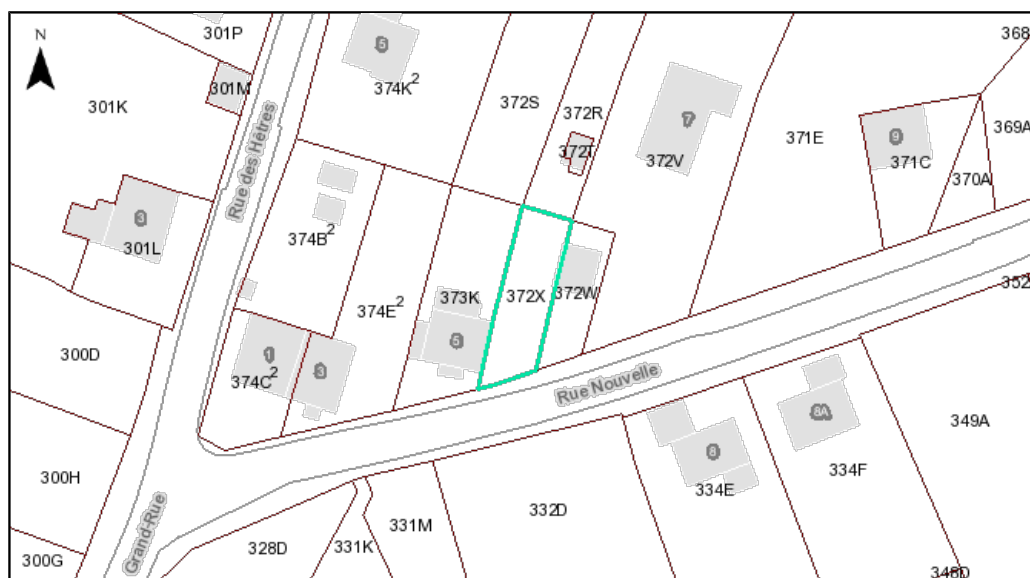 301P
368
N
5
374K²
301M
301K
372S
372R
7
372T
372V
371E
9
371C
369A
370A
Rue des Hêtres
3
301L
374B²
374E²
373K
372X
372W
352
5
300D
1
3
374C²
Rue Nouvelle
8A
349A
8
334F
334E
300H
332D
331M
Grand-Rue
328D
331K
300G
348D